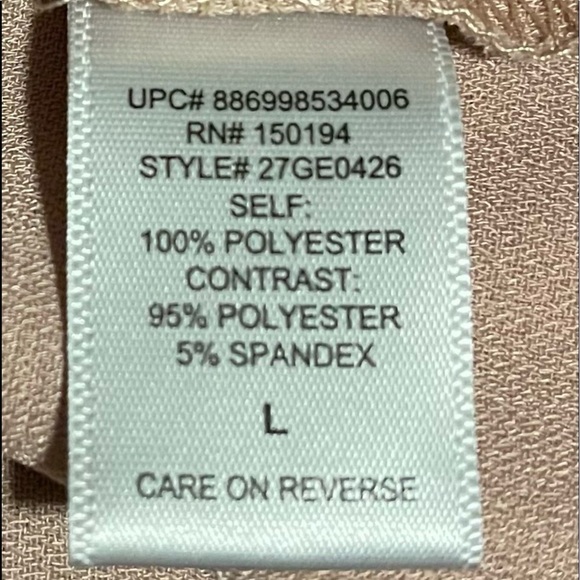 UPC# 886998534006
RN# 150194
STYLE# 27GE0426
SELF:
100% POLYESTER
CONTRAST:
95% POLYESTER
5% SPANDEX
L
CARE ON REVERSE